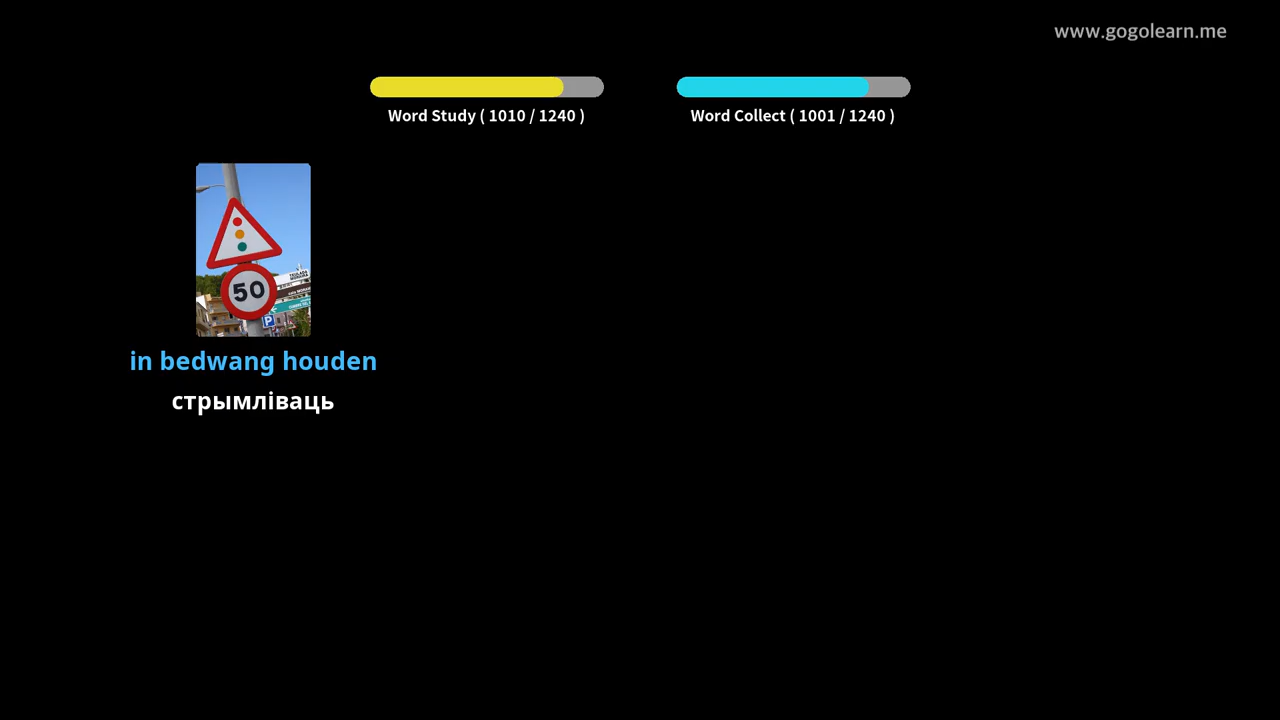 www.gogolearn.me
Word Study ( 1010 / 1240 )
Word Collect ( 1001 / 1240 )
50
P
in bedwang houden
стрымліваць